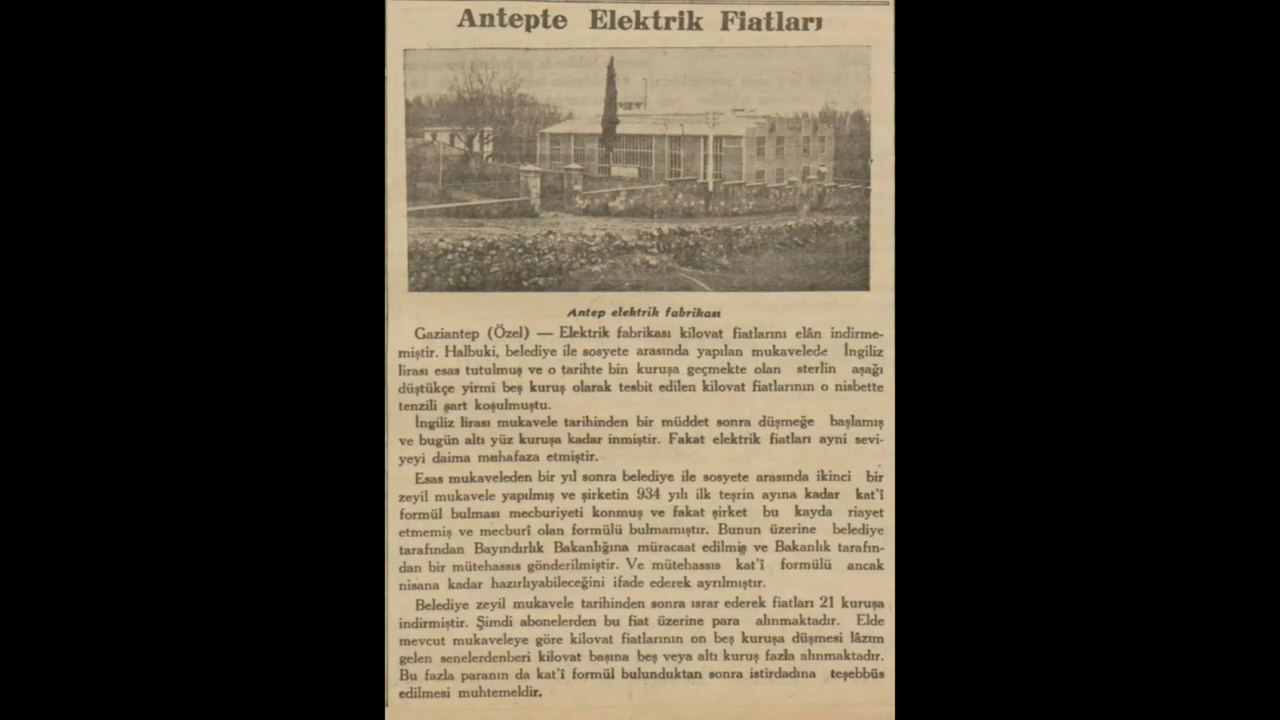 Antepte Elektrik Fiatları
Antep elektrik fabrikası
Gaziantep (Özel) — Elektrik fabrikası kilovat fiatlarını elân indirme-
miştir. Halbuki, belediye ile sosyete arasında yapılan mukavelede İngiliz
lirası esas tutulmuş ve o tarihte bin kuruşa geçmekte olan sterlin aşağı
düştükçe yirmi beş kuruş olarak tesbit edilen kilovat fiatlarının o nisbette
tenzili şart koşulmuştu.
İngiliz lirası mukavele tarihinden bir müddet sonra düşmeğe başlamış
ve bugün altı yüz kuruşa kadar inmiştir. Fakat elektrik fiatları ayni sevi-
yeyi daima muhafaza etmiştir.
Esas mukaveleden bir yıl sonra belediye ile sosyete arasında ikinci bir
zeyil mukavele yapılmış ve şirketin 934 yılı ilk teşrin ayına kadar kat'î
formül bulması mecburiyeti konmuş ve fakat şirket bu kayda riayet
etmemiş ve mecburî olan formülü bulmamıştır. Bunun üzerine belediye
tarafından Bayındırlık Bakanlığına müracaat edilmiş ve Bakanlık tarafın-
dan bir mütehassıs gönderilmiştir. Ve mütehassıs kat'î formülü ancak
nisana kadar hazırlıyabileceğini ifade ederek ayrılmıştır.
Belediye zeyil mukavele tarihinden sonra ısrar ederek fiatları 21 kuruşa
indirmiştir. Şimdi abonelerden bu fiat üzerine para alınmaktadır. Elde
mevcut mukaveleye göre kilovat fiatlarının on beş kuruşa düşmesi lâzım
gelen senelerdenberi kilovat başına beş veya altı kuruş fazla alınmaktadır.
Bu fazla paranın da kat'î formül bulunduktan sonra istirdadına teşebbüs
edilmesi muhtemeldir.